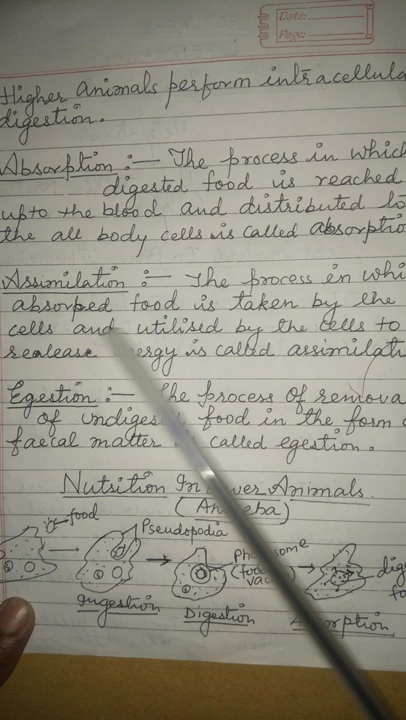 Date:
Page:
Higher animals perform intracellula
digestion.
Absorption :— The process in which
digested food is reached
upto the blood and distributed to
the all body cells is called absorptio
Assimilation :— The process in whi
absorped food is taken by the
cells and utilised by the cells to
sealease ergy is called assimilati
Egestion :— he process of remova
of undiges food in the form
faecal matter called egestion.
Nutrition In wer Animals
(Am eba)
food
Pseudopodia
Ph some
(food
vac
dig
fo
Ingestion
Digestion
A orption